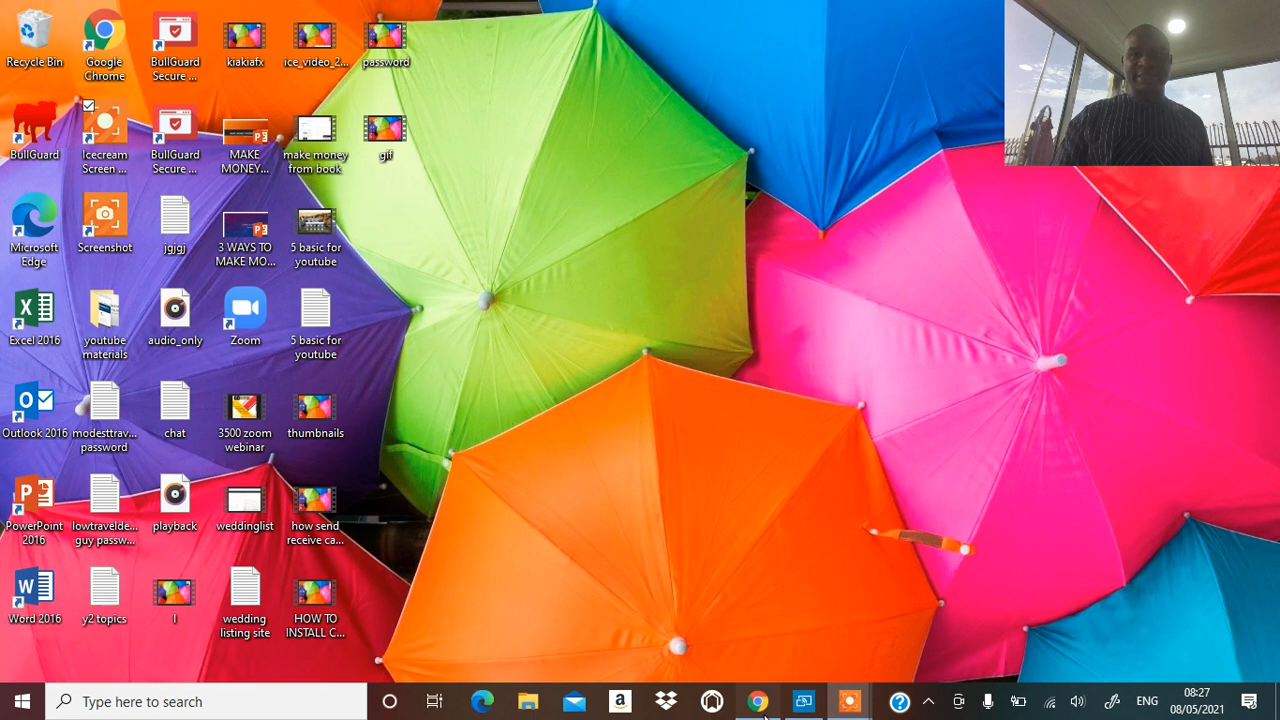 Recycle Bin
Google
Chrome
BullGuard
Secure ...
kiakiafx
ice_video_2...
password
BullGuard
Icecream
Screen ...
BullGuard
Secure ...
MAKE
MONEY...
make money
from book
gif
Microsoft
Edge
Screenshot
jgjgj
3 WAYS TO
MAKE MO...
5 basic for
youtube
Excel 2016
youtube
materials
audio_only
Zoom
5 basic for
youtube
Outlook 2016
modesttrav...
password
chat
3500 zoom
webinar
thumbnails
PowerPoint
2016
lowtravelde...
guy passw...
playback
weddinglist
how send
receive ca...
Word 2016
y2 topics
wedding
listing site
HOW TO
INSTALL C...
Type here to search
ENG
08:27
08/05/2021